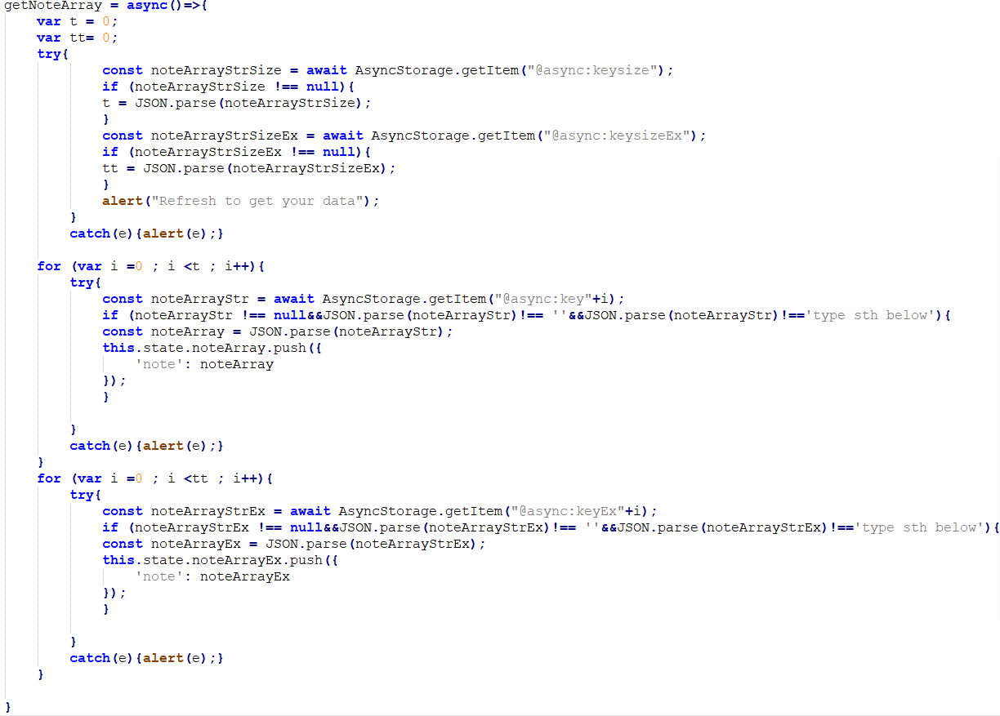 getNoteArray = async()=>{
var t = 0;
var tt= 0;
try{
const noteArrayStrSize = await AsyncStorage.getItem("@async:keysize");
if (noteArrayStrSize !== null){
t = JSON.parse(noteArrayStrSize);
}
const noteArrayStrSizeEx = await AsyncStorage.getItem("@async:keysizeEx");
if (noteArrayStrSizeEx !== null){
tt = JSON.parse(noteArrayStrSizeEx);
}
alert("Refresh to get your data");
}
catch(e){alert(e);}
for (var i =0 ; i <t ; i++){
try{
const noteArrayStr = await AsyncStorage.getItem("@async:key"+i);
if (noteArrayStr !== null&&JSON.parse(noteArrayStr)!== ''&&JSON.parse(noteArrayStr)!=='type sth below'){
const noteArray = JSON.parse(noteArrayStr);
this.state.noteArray.push({
'note': noteArray
});
}
}
catch(e){alert(e);}
}
for (var i =0 ; i <tt ; i++){
try{
const noteArrayStrEx = await AsyncStorage.getItem("@async:keyEx"+i);
if (noteArrayStrEx !== null&&JSON.parse(noteArrayStrEx)!== ''&&JSON.parse(noteArrayStrEx)!=='type sth below'){
const noteArrayEx = JSON.parse(noteArrayStrEx);
this.state.noteArrayEx.push({
'note': noteArrayEx
});
}
}
catch(e){alert(e);}
}
}